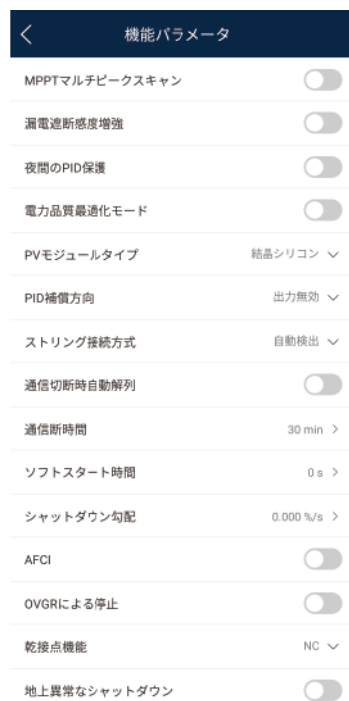 機能パラメータ
MPPTマルチピークスキャン
漏電遮断感度増強
夜間のPID保護
電力品質最適化モード
PVモジュールタイプ 結晶シリコン
PID補償方向 出力無効
ストリング接続方式 自動検出
通信切断時自動解列
通信断時間 30 min
ソフトスタート時間 0 s
シャットダウン勾配 0.000 %/s
AFCI
OVGRによる停止
乾接点機能 NC
地上異常なシャットダウン